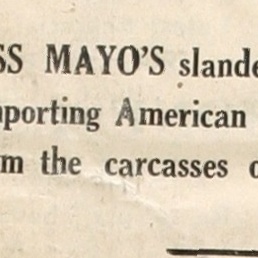 SS MAYO'S slande
porting American
m the carcasses